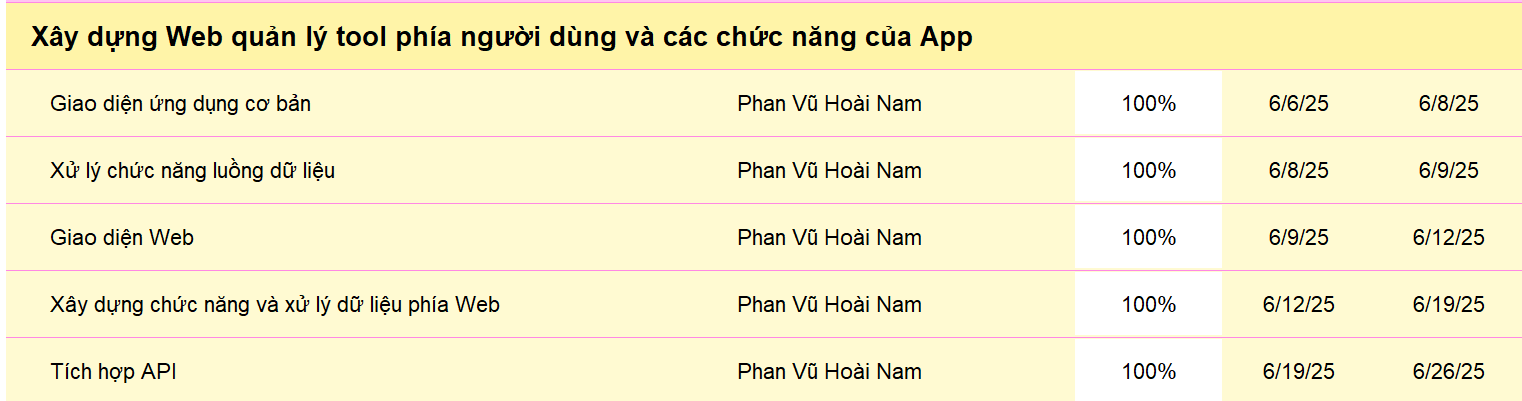 Xây dựng Web quản lý tool phía người dùng và các chức năng của App
Giao diện ứng dụng cơ bản Phan Vũ Hoài Nam 100% 6/6/25 6/8/25
Xử lý chức năng luồng dữ liệu Phan Vũ Hoài Nam 100% 6/8/25 6/9/25
Giao diện Web Phan Vũ Hoài Nam 100% 6/9/25 6/12/25
Xây dựng chức năng và xử lý dữ liệu phía Web Phan Vũ Hoài Nam 100% 6/12/25 6/19/25
Tích hợp API Phan Vũ Hoài Nam 100% 6/19/25 6/26/25